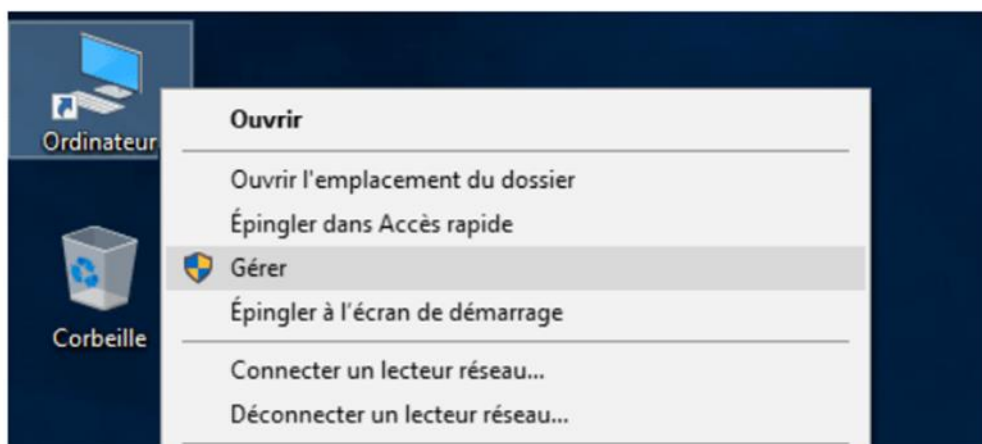 Ordinateur
Corbeille
Ouvrir
Ouvrir l'emplacement du dossier
Épingler dans Accès rapide
Gérer
Épingler à l'écran de démarrage
Connecter un lecteur réseau...
Déconnecter un lecteur réseau...